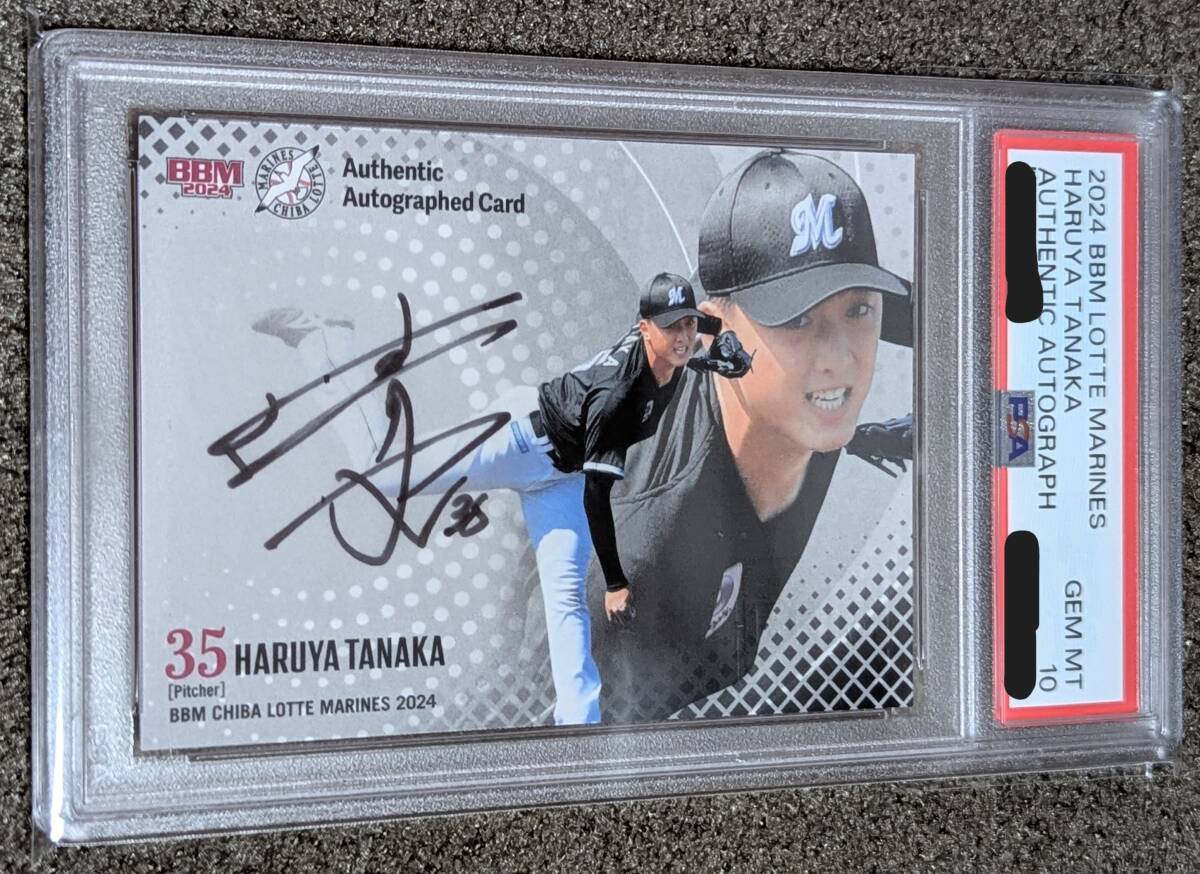 BBM
2024
MARINES
CHIBA LOTTE
Authentic
Autographed Card
M
M
35
35 HARUYA TANAKA
[Pitcher]
BBM CHIBA LOTTE MARINES 2024
2024 BBM LOTTE MARINES
HARUYA TANAKA
AUTHENTIC AUTOGRAPH
GEM MT
10
PSA